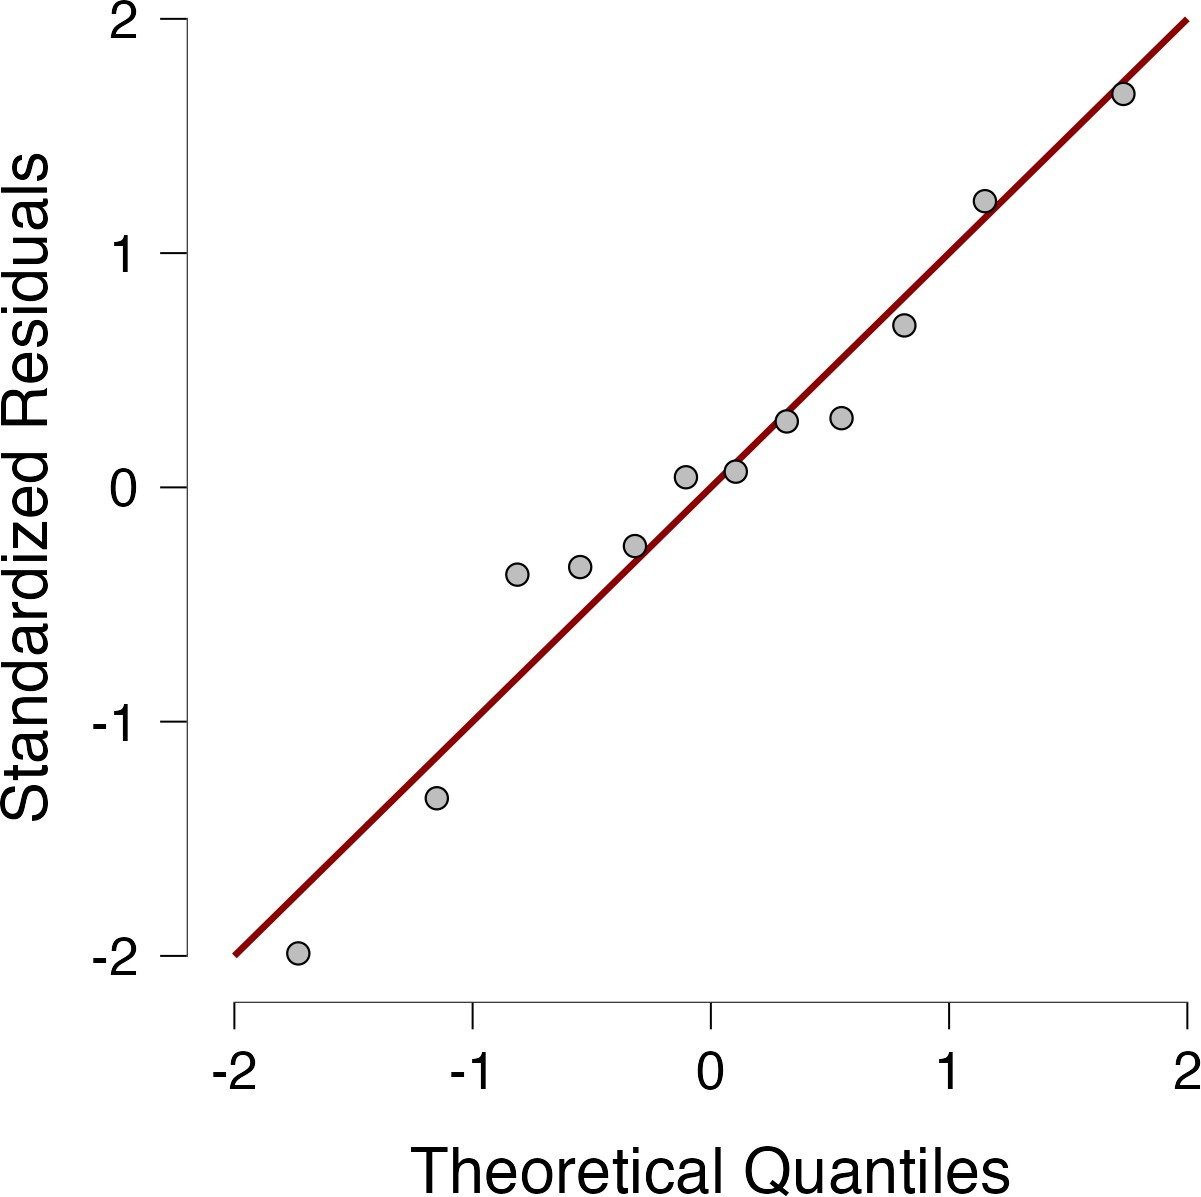 Standardized Residuals
2
1
0
-1
-2
-2 -1 0 1 2
Theoretical Quantiles